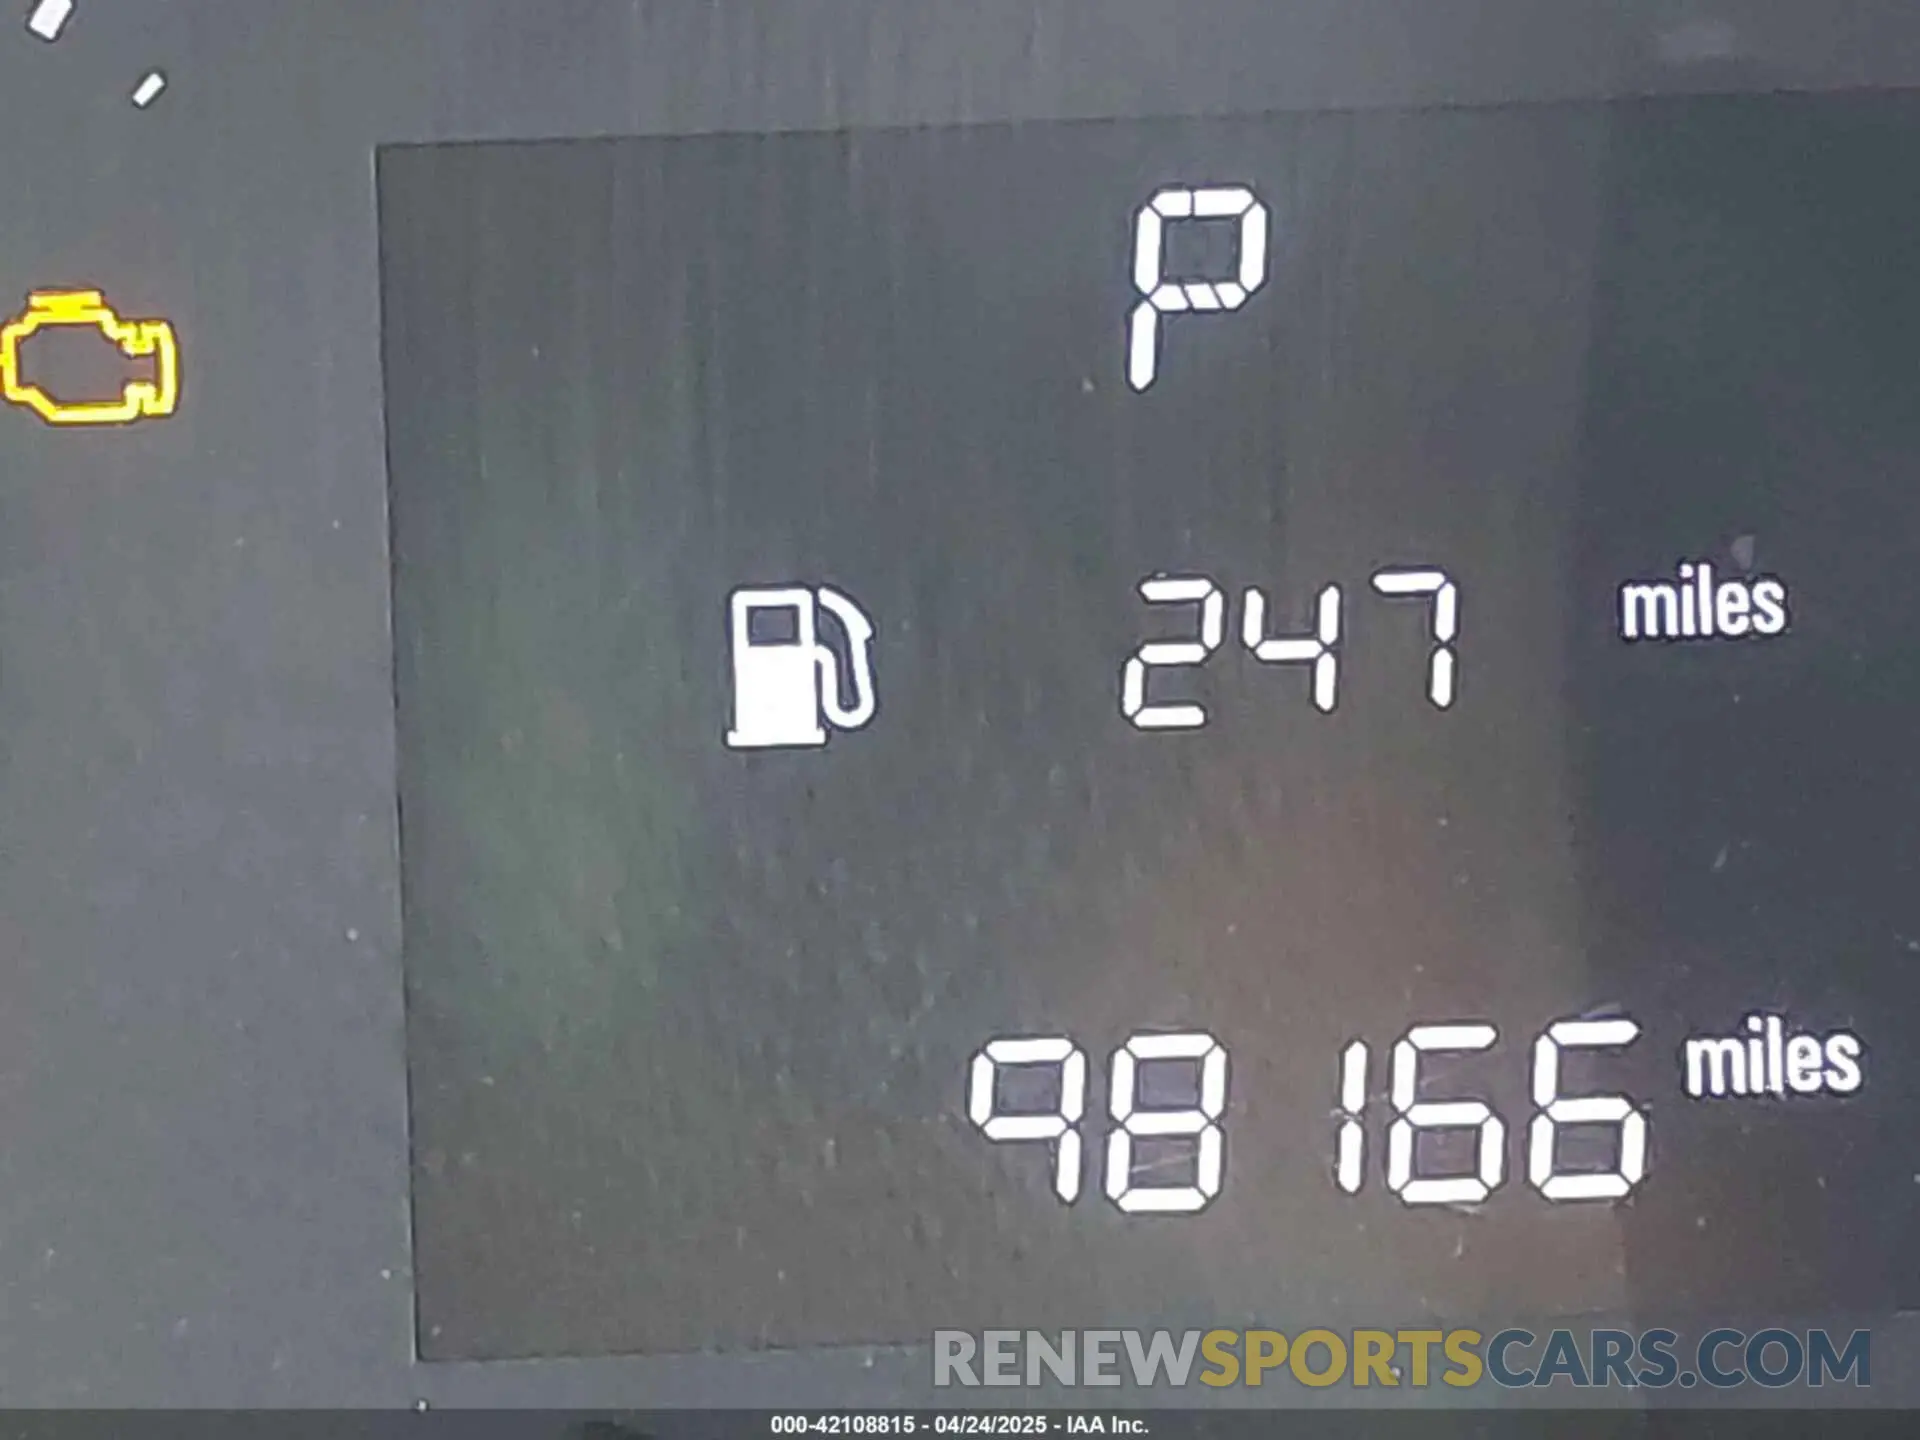 P
247 miles
98166 miles
RENEWSPORTSCARS.COM
000-42108815 - 04/24/2025 - IAA Inc.